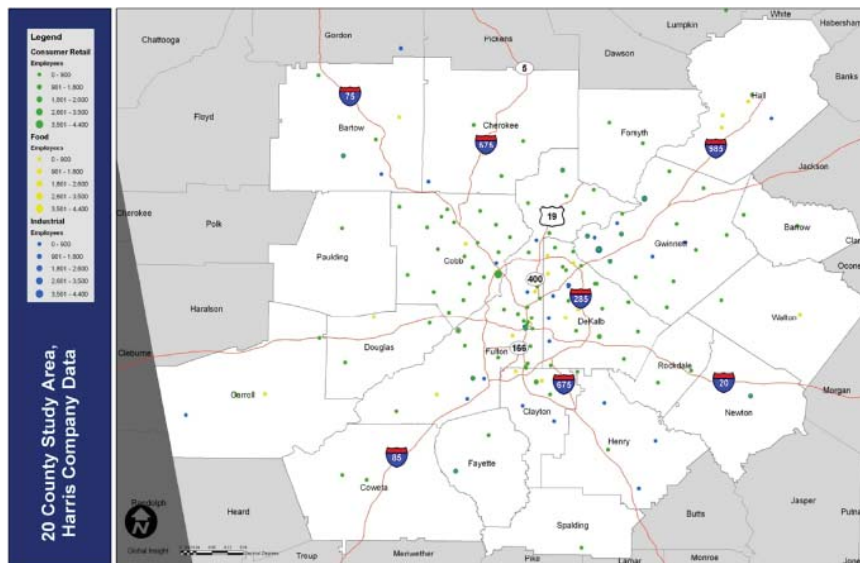 Legend
Consumer Retail
Employees
0 - 900
901 - 1,800
1,801 - 2,600
2,601 - 3,500
3,501 - 4,400
Food
Employees
0 - 900
901 - 1,800
1,801 - 2,600
2,601 - 3,500
3,501 - 4,400
Industrial
Employees
0 - 900
901 - 1,800
1,801 - 2,600
2,601 - 3,500
3,501 - 4,400
20 County Study Area,
Harris Company Data
Chattooga
Gordon
Pickens
Dawson
Lumpkin
White
Habersham
Banks
Floyd
Bartow
Cherokee
Forsyth
Hall
Jackson
Cherokee
Polk
Paulding
Cobb
Gwinnett
Barrow
Ocone
Haralson
Douglas
Fulton
DeKalb
Walton
Cleburne
Rockdale
Morgan
Carroll
Clayton
Newton
Henry
Coweta
Fayette
Randolph
Heard
Spalding
Butts
Jasper
Putn
Troup
Meriwether
Pike
Lamar
Monroe
75
5
575
985
19
400
285
166
675
20
85
N
Global Insight